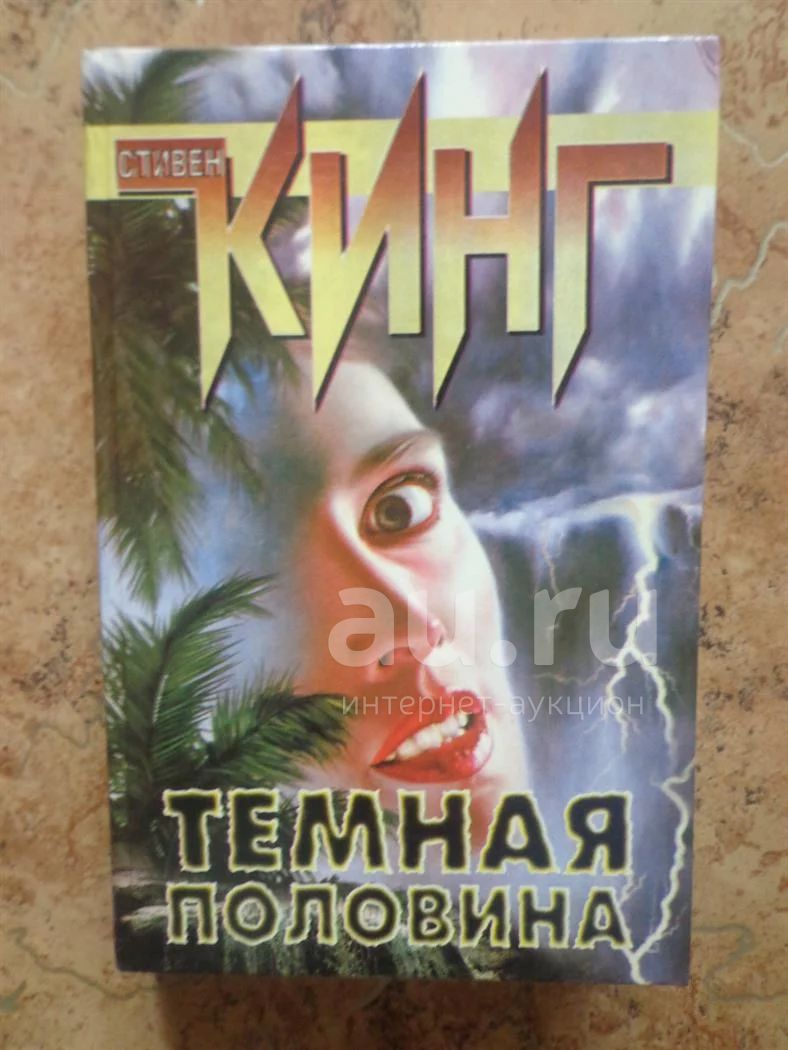 СТИВЕН
КИНГ
au.ru
интернет-аукцион
ТЕМНАЯ
ПОЛОВИНА